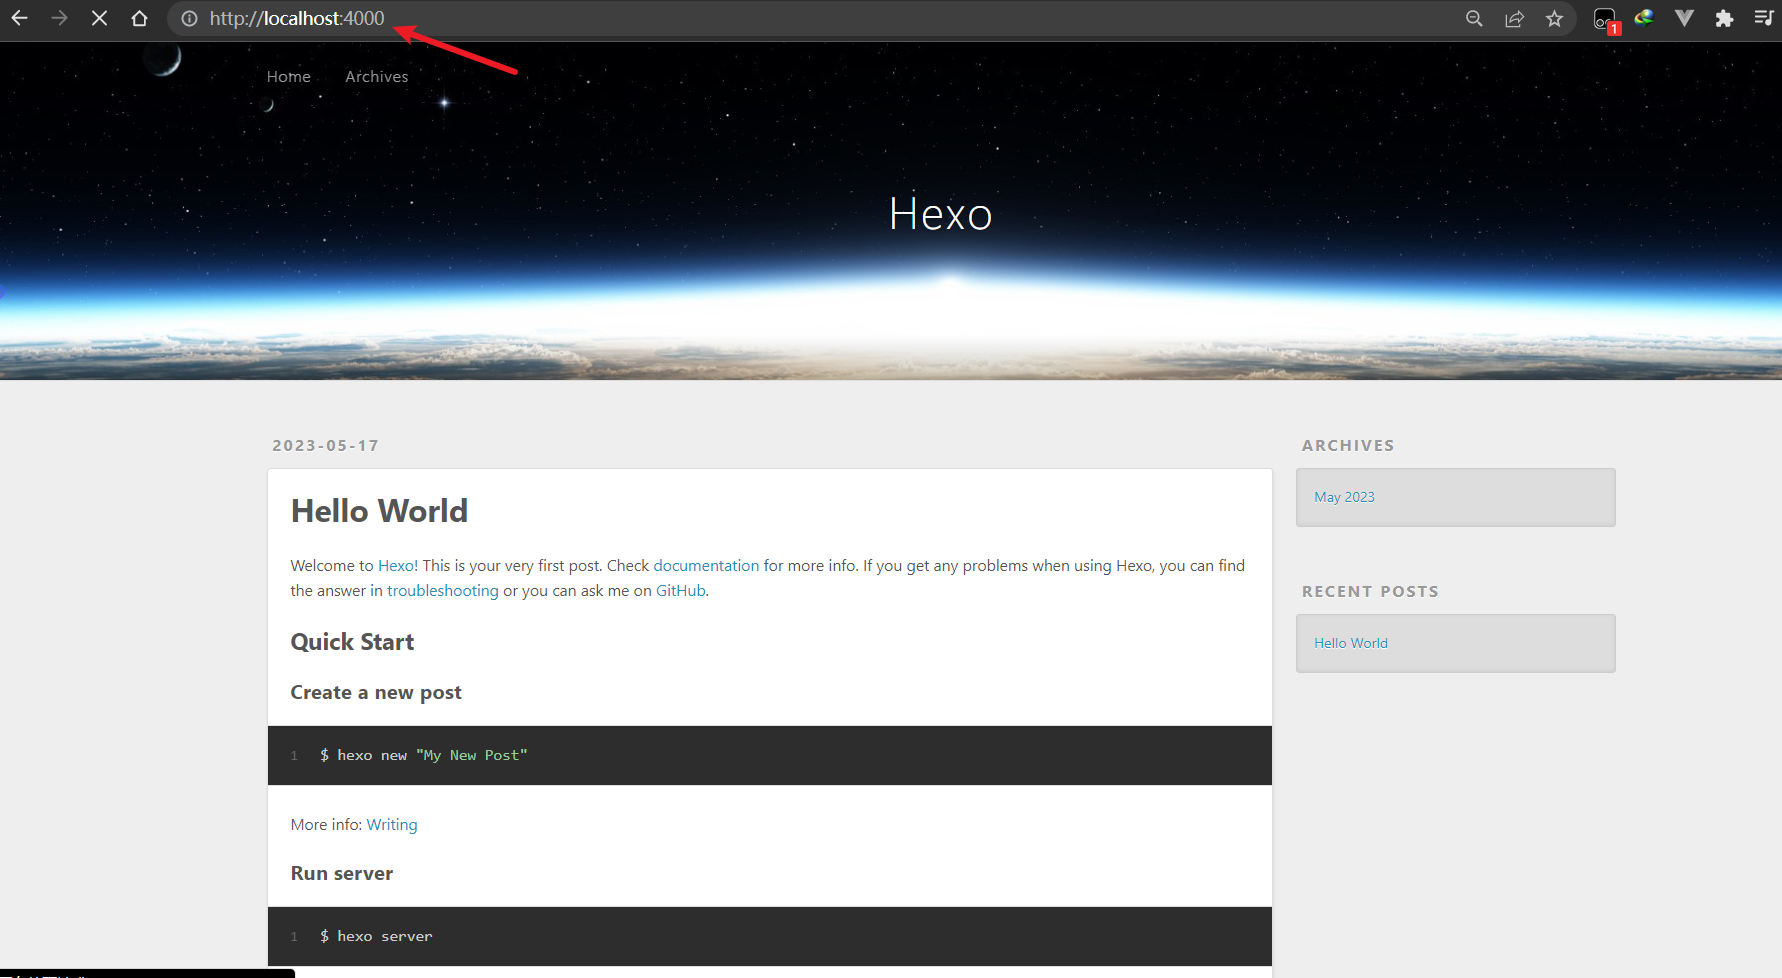 http://localhost:4000
1
Home Archives
Hexo
2023-05-17
Hello World
Welcome to Hexo! This is your very first post. Check documentation for more info. If you get any problems when using Hexo, you can find
the answer in troubleshooting or you can ask me on GitHub.
Quick Start
Create a new post
1 $ hexo new "My New Post"
More info: Writing
Run server
1 $ hexo server
ARCHIVES
May 2023
RECENT POSTS
Hello World